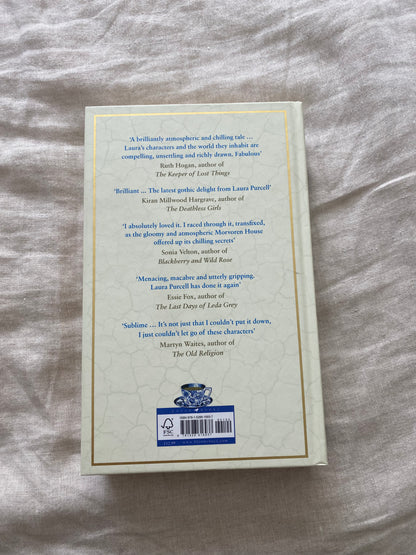 ‘A brilliantly atmospheric and chilling tale ...
Laura’s characters and the world they inhabit are
compelling, unsettling and richly drawn. Fabulous’
Ruth Hogan, author of
The Keeper of Lost Things
‘Brilliant ... The latest gothic delight from Laura Purcell’
Kiran Millwood Hargrave, author of
The Deathless Girls
‘I absolutely loved it. I raced through it, transfixed,
as the gloomy and atmospheric Morvoren House
offered up its chilling secrets’
Sonia Velton, author of
Blackberry and Wild Rose
‘Menacing, macabre and utterly gripping.
Laura Purcell has done it again’
Essie Fox, author of
The Last Days of Leda Grey
‘Sublime ... It’s not just that I couldn’t put it down,
I just couldn’t let go of these characters’
Martyn Waites, author of
The Old Religion
FSC
£12.99